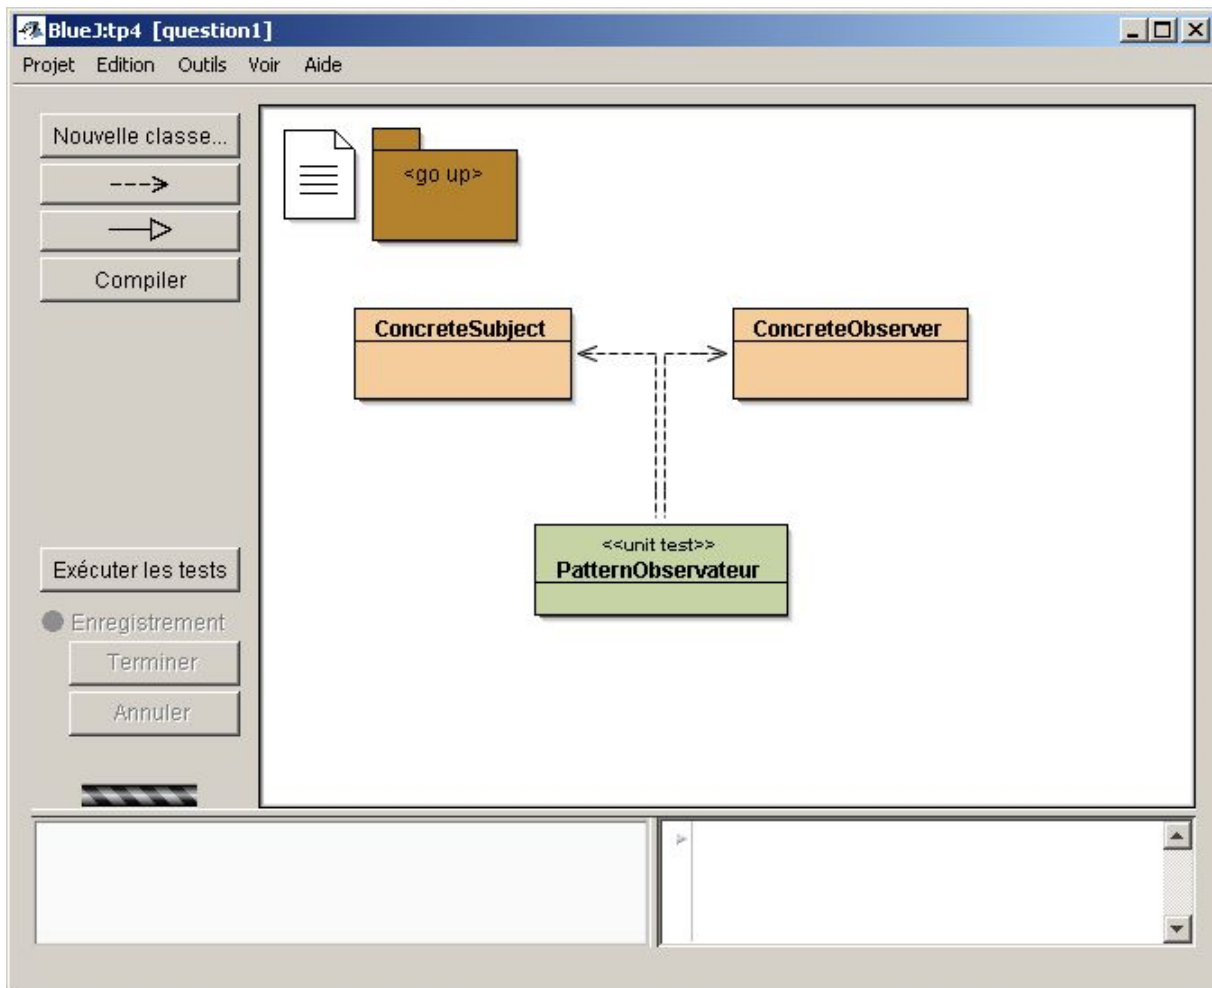 BlueJ:tp4 [question1]
Projet Edition Outils Voir Aide
Nouvelle classe...
Compiler
<go up>
ConcreteSubject
ConcreteObserver
<<unit test>>
PatternObservateur
Exécuter les tests
Enregistrement
Terminer
Annuler